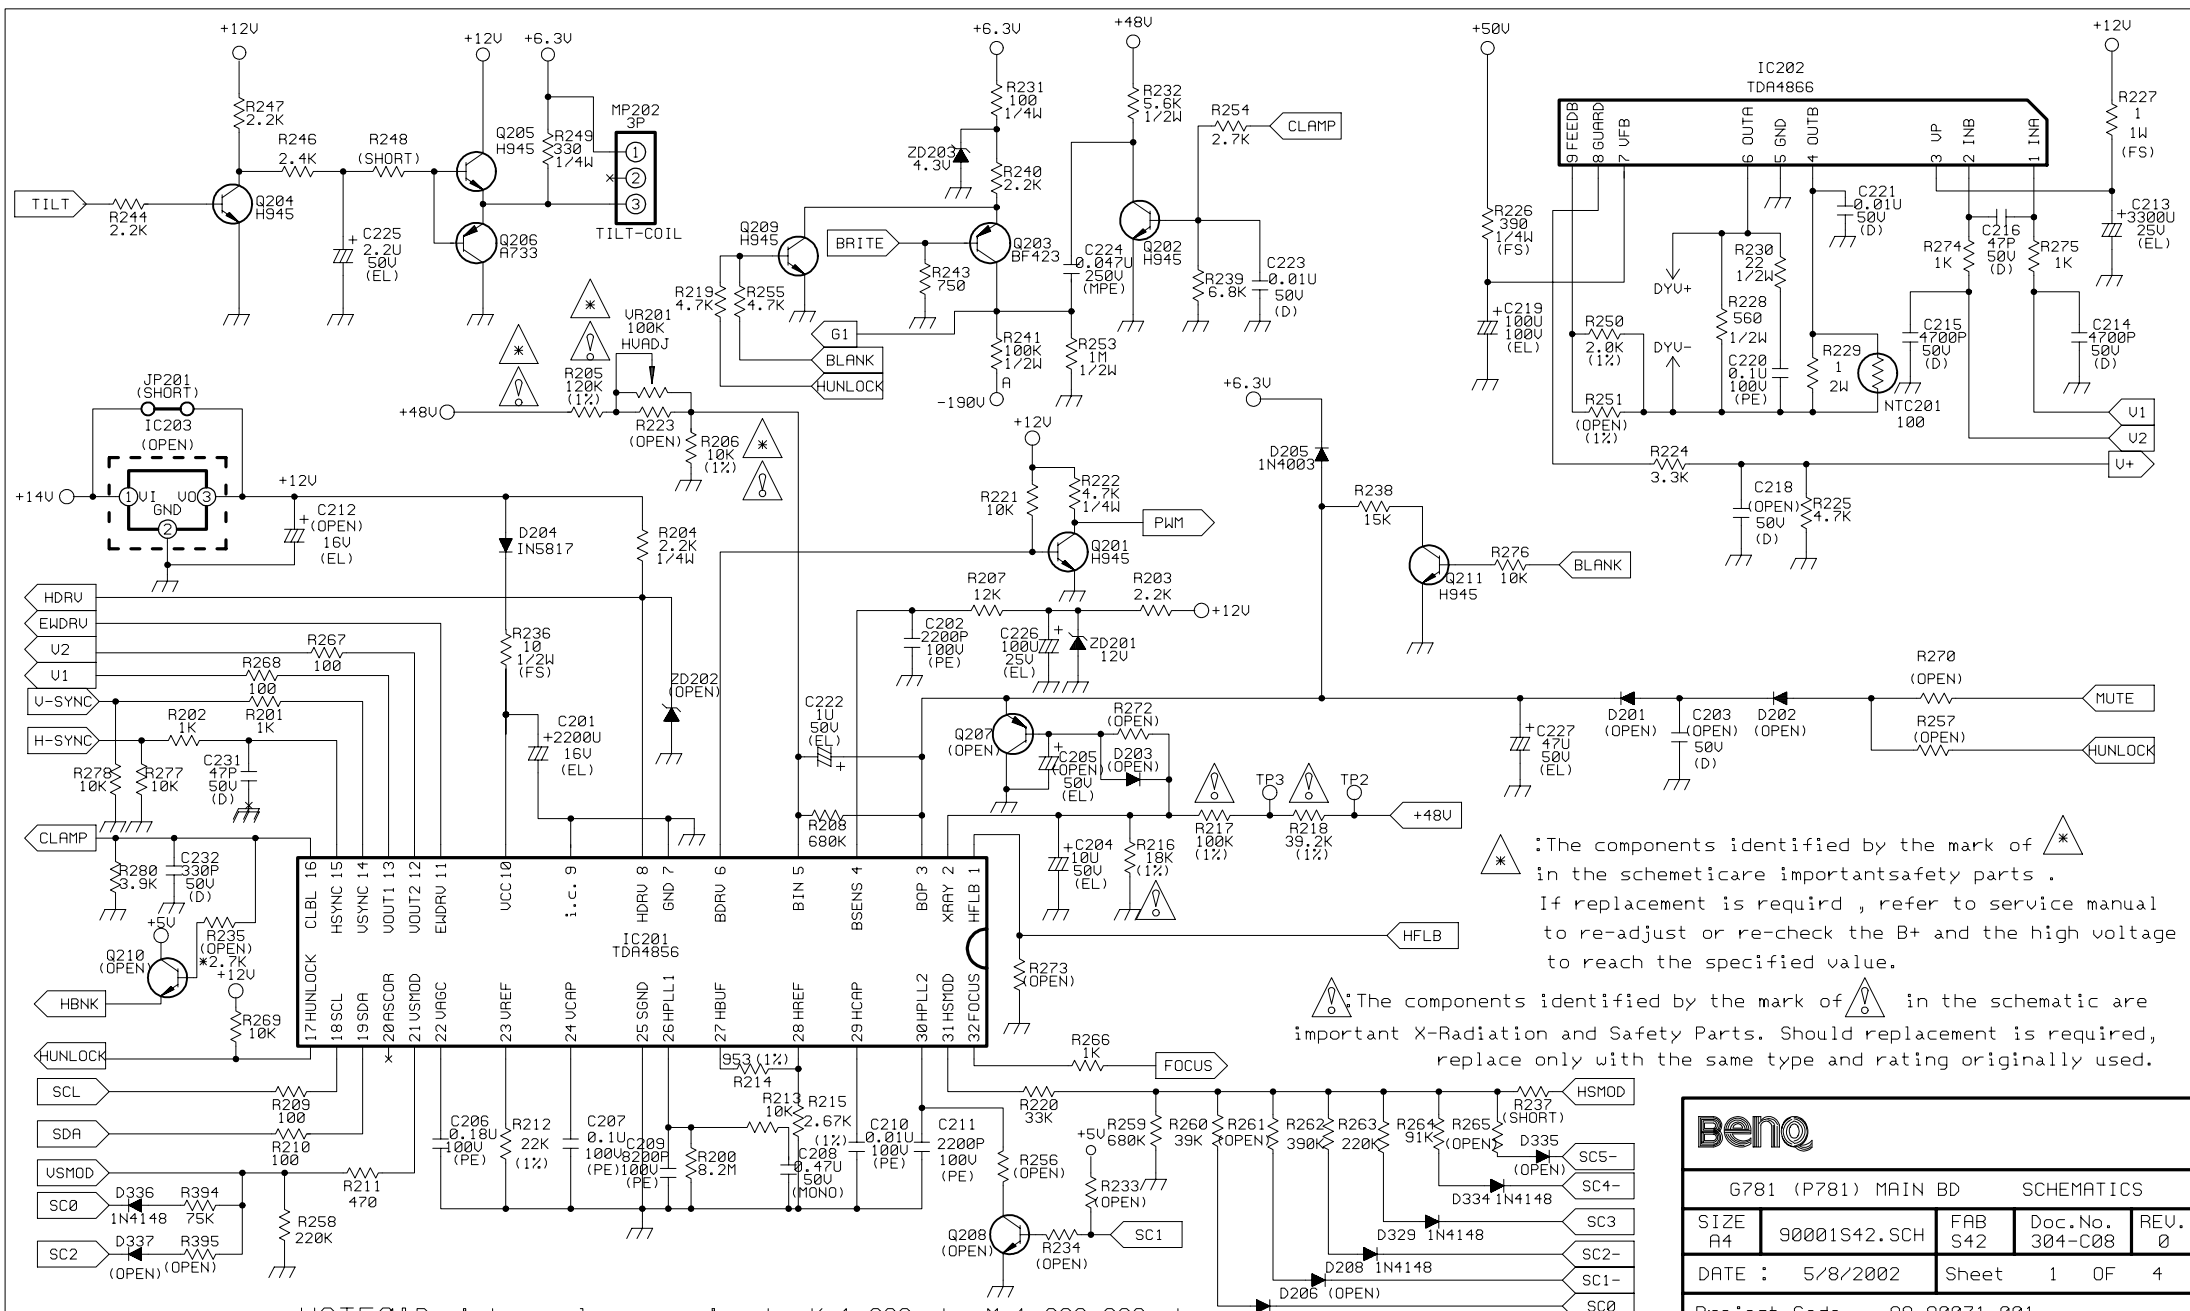 +12V
+12V
+6.3V
+6.3V
+48V
+50V
+12V
IC202
TDA4866
9 FEEDB
8 GUARD
7 VFB
6 OUTA
5 GND
4 OUTB
3 VP
2 INB
1 INA
R227
1
1W
(FS)
R247
2.2K
R246
2.4K
R248
(SHORT)
Q205
H945
R249
330
1/4W
MP202
3P
1
2
3
TILT-COIL
TILT
R244
2.2K
Q204
H945
C225
2.2U
50V
(EL)
Q206
A733
R231
100
1/4W
ZD203
4.3V
R240
2.2K
R232
5.6K
1/2W
R254
2.7K
CLAMP
Q209
H945
BRITE
Q203
BF423
R243
750
C224
0.047U
250V
(MPE)
Q202
H945
R239
6.8K
C223
0.01U
50V
(D)
R219
4.7K
R255
4.7K
G1
BLANK
HUNLOCK
R241
100K
1/2W
A
-190V
R253
1M
1/2W
R226
390
1/4W
(FS)
C219
100U
100V
(EL)
DYV+
DYV-
R230
22
1/2W
R228
560
1/2W
C220
0.1U
100V
(PE)
R250
2.0K
(1%)
R251
(OPEN)
(1%)
C221
0.01U
50V
(D)
R229
1
2W
NTC201
100
R274
1K
C216
47P
50V
(D)
R275
1K
C215
4700P
50V
(D)
C214
4700P
50V
(D)
C213
3300U
25V
(EL)
V1
V2
V+
R224
3.3K
C218
(OPEN)
50V
(D)
R225
4.7K
*
!
*
!
VR201
100K
HVADJ
R205
120K
(1%)
+48V
R223
(OPEN)
R206
10K
(1%)
*
!
JP201
(SHORT)
IC203
(OPEN)
+14V
1 VI
VO 3
GND
2
+12V
C212
(OPEN)
16V
(EL)
D204
IN5817
R204
2.2K
1/4W
+12V
R221
10K
R222
4.7K
1/4W
PWM
Q201
H945
+6.3V
D205
1N4003
R238
15K
Q211
H945
R276
10K
BLANK
HDRV
EWDRV
V2
V1
V-SYNC
H-SYNC
R267
100
R268
100
R202
1K
R201
1K
R278
10K
R277
10K
C231
47P
50V
(D)
R236
10
1/2W
(FS)
C201
2200U
16V
(EL)
ZD202
(OPEN)
C202
2200P
100V
(PE)
R207
12K
C226
100U
25V
(EL)
ZD201
12V
R203
2.2K
+12V
C222
1U
50V
(EL)
R208
680K
Q207
(OPEN)
C205
(OPEN)
50V
(EL)
R272
(OPEN)
D203
(OPEN)
C227
47U
50V
(EL)
D201
(OPEN)
C203
(OPEN)
50V
(D)
D202
(OPEN)
R270
(OPEN)
MUTE
R257
(OPEN)
HUNLOCK
C204
10U
50V
(EL)
R216
18K
(1%)
!
!
R217
100K
(1%)
TP3
!
R218
39.2K
(1%)
TP2
+48V
CLAMP
R280
3.9K
C232
330P
50V
(D)
+5V
R235
(OPEN)
*2.7K
+12V
Q210
(OPEN)
HBNK
R269
10K
HUNLOCK
CLBL 16
HSYNC 15
VSYNC 14
VOUT1 13
VOUT2 12
EWDRV 11
VCC10
i.c. 9
HDRV 8
GND 7
BDRV 6
BIN 5
BSENS 4
BOP 3
XRAY 2
HFLB 1
IC201
TDA4856
17HUNLOCK
18SCL
19SDA
20ASCOR
21VSMOD
22 VAGC
23 VREF
24 VCAP
25 SGND
26HPLL1
27 HBUF
28 HREF
29HCAP
30HPLL2
31HSMOD
32FOCUS
HFLB
R273
(OPEN)
R266
1K
FOCUS
* :The components identified by the mark of *
in the schemeticare importantsafety parts .
If replacement is requird , refer to service manual
to re-adjust or re-check the B+ and the high voltage
to reach the specified value.
! :The components identified by the mark of ! in the schematic are
important X-Radiation and Safety Parts. Should replacement is required,
replace only with the same type and rating originally used.
SCL
R209
100
SDA
R210
100
VSMOD
R211
470
SC0
D336
1N4148
R394
75K
SC2
D337
(OPEN)
R395
(OPEN)
R258
220K
C206
0.18U
100V
(PE)
R212
22K
(1%)
C207
0.1U
100V
(PE)
C209
8200P
100V
(PE)
R200
8.2M
953 (1%)
R214
R213
10K
R215
2.67K
(1%)
C208
0.47U
50V
(MONO)
C210
0.01U
100V
(PE)
C211
2200P
100V
(PE)
R256
(OPEN)
Q208
(OPEN)
R234
(OPEN)
+5V
R233
(OPEN)
SC1
R220
33K
R259
680K
R260
39K
R261
(OPEN)
R262
390K
R263
220K
R264
91K
R265
(OPEN)
R237
(SHORT)
HSMOD
D335
(OPEN)
SC5-
D334 1N4148
SC4-
D329 1N4148
SC3
D208 1N4148
SC2-
D206 (OPEN)
SC1-
SC0
BenQ
G781 (P781) MAIN BD SCHEMATICS
SIZE
A4
90001S42.SCH
FAB
S42
Doc.No.
304-C08
REV.
0
DATE : 5/8/2002
Sheet 1 OF 4